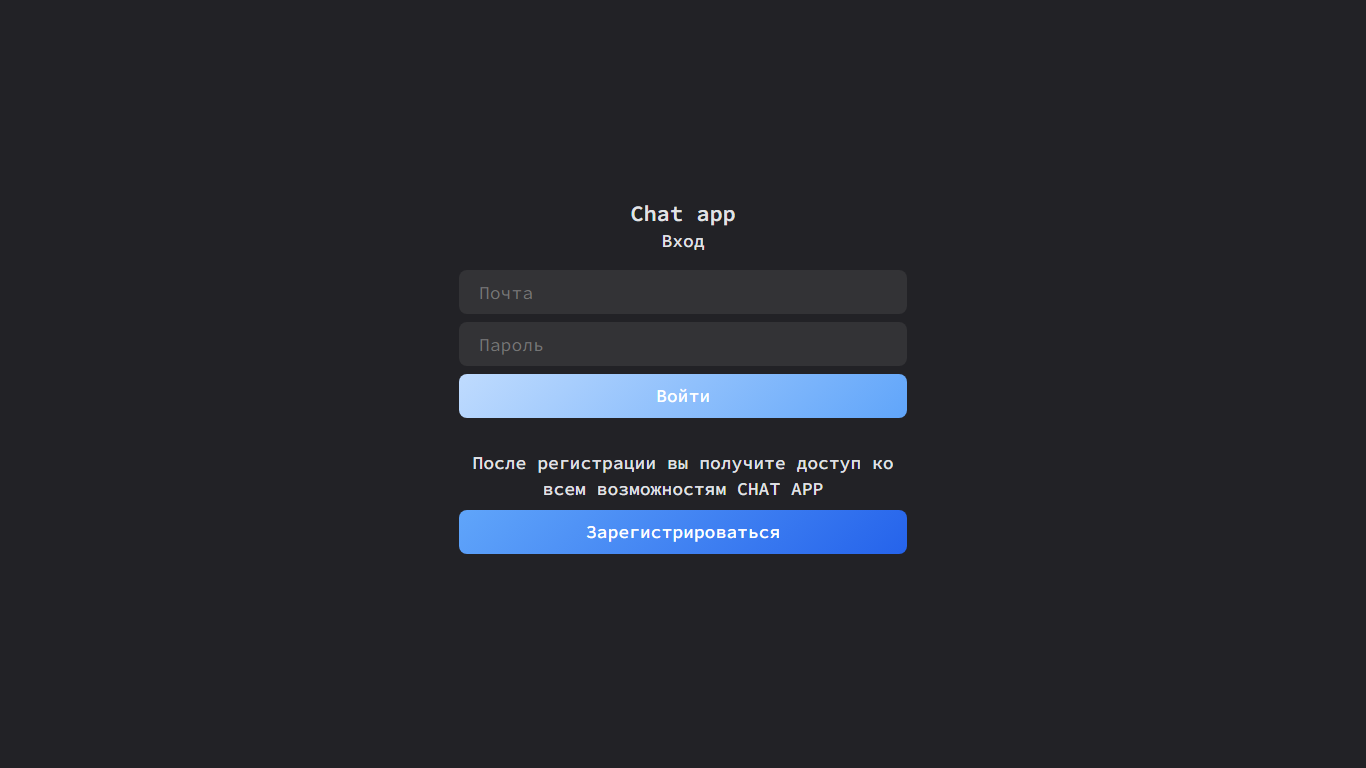 Chat app
Вход
Почта
Пароль
Войти
После регистрации вы получите доступ ко
всем возможностям CHAT APP
Зарегистрироваться